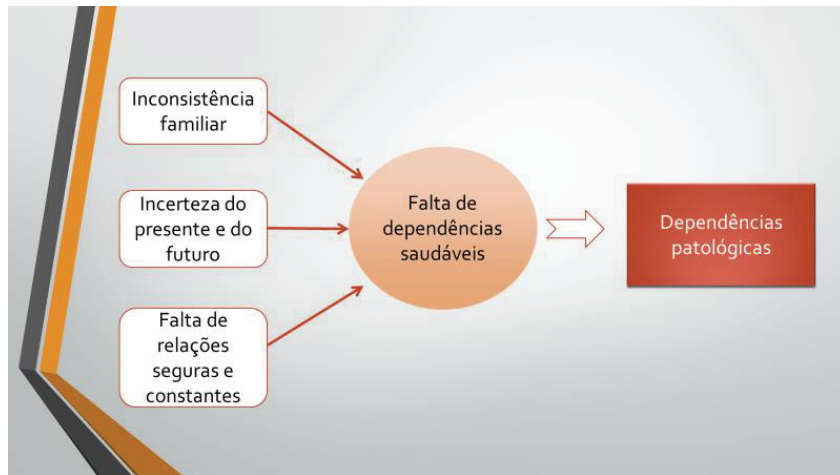 Inconsistência
familiar
Incerteza do
presente e do
futuro
Falta de
relações
seguras e
constantes
Falta de
dependências
saudáveis
Dependências
patológicas